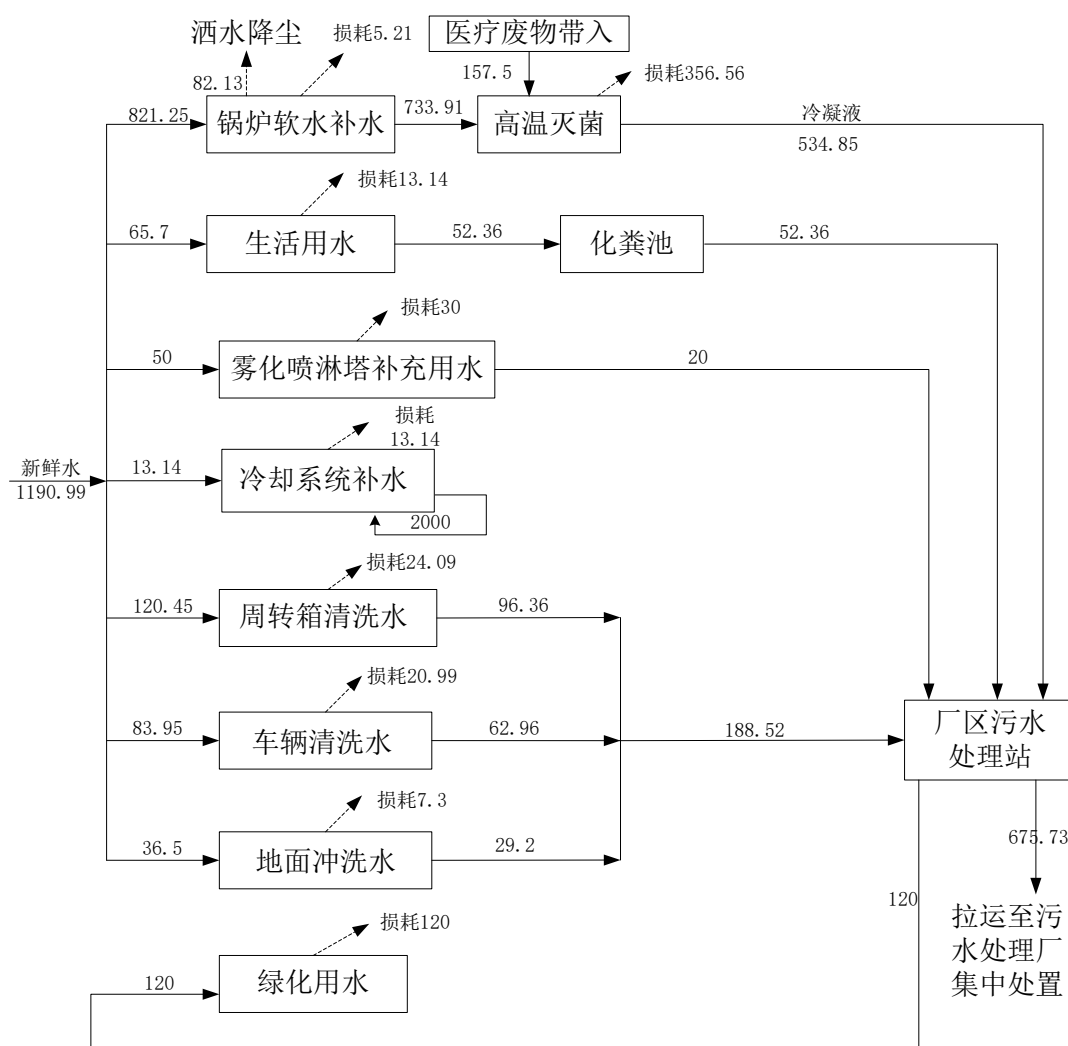 洒水降尘
损耗5.21
医疗废物带入
82.13
157.5
损耗356.56
821.25
锅炉软水补水
733.91
高温灭菌
冷凝液
534.85
损耗13.14
65.7
生活用水
52.36
化粪池
52.36
损耗30
50
雾化喷淋塔补充用水
20
损耗
13.14
新鲜水
1190.99
13.14
冷却系统补水
2000
损耗24.09
120.45
周转箱清洗水
96.36
损耗20.99
83.95
车辆清洗水
62.96
188.52
厂区污水
处理站
损耗7.3
36.5
地面冲洗水
29.2
675.73
120
拉运至污
水处理厂
集中处置
损耗120
120
绿化用水